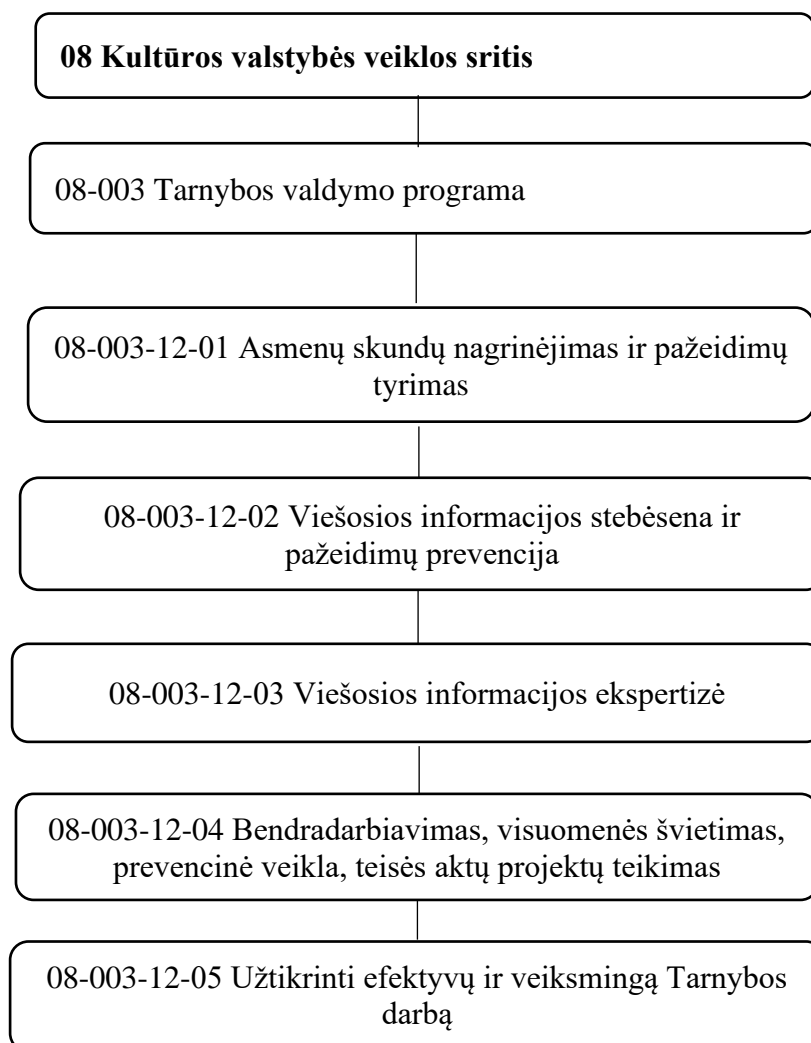 08 Kultūros valstybės veiklos sritis
08-003 Tarnybos valdymo programa
08-003-12-01 Asmenų skundų nagrinėjimas ir pažeidimų
tyrimas
08-003-12-02 Viešosios informacijos stebėsena ir
pažeidimų prevencija
08-003-12-03 Viešosios informacijos ekspertizė
08-003-12-04 Bendradarbiavimas, visuomenės švietimas,
prevencinė veikla, teisės aktų projektų teikimas
08-003-12-05 Užtikrinti efektyvų ir veiksmingą Tarnybos
darbą